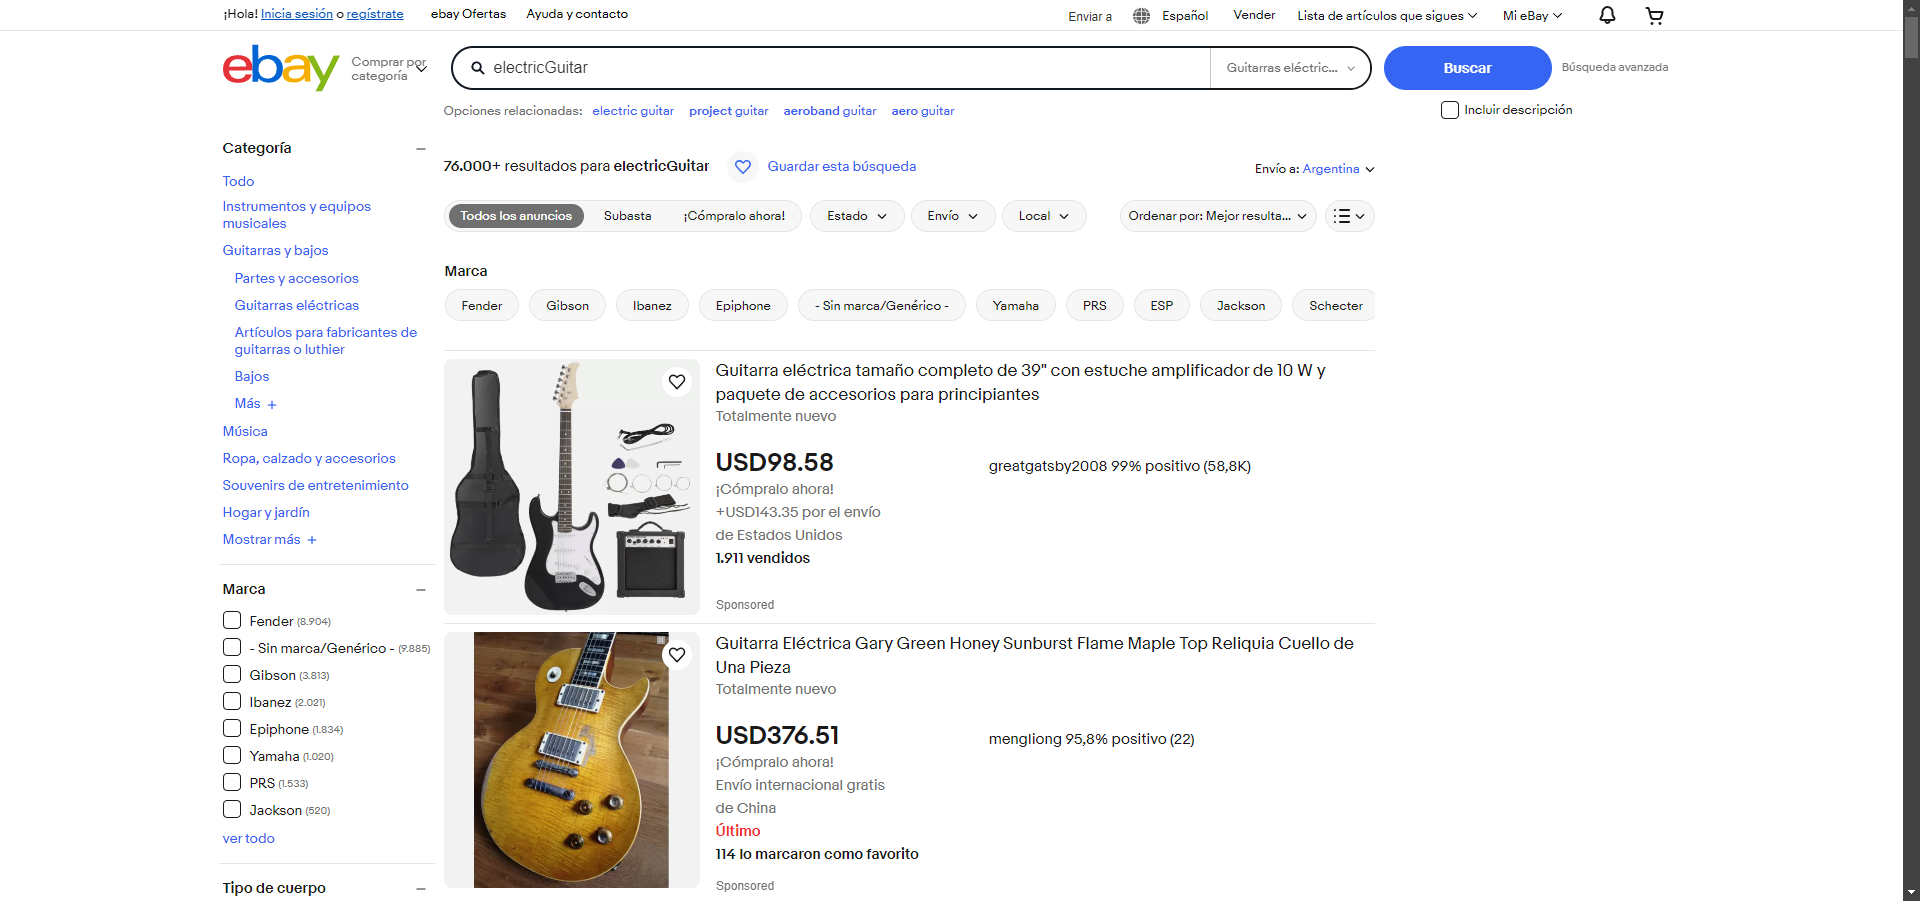 ¡Hola! Inicia sesión o regístrate
ebay Ofertas
Ayuda y contacto
Enviar a
Español
Vender
Lista de artículos que sigues
Mi eBay
ebay
Comprar por
categoría
electricGuitar
Guitarras eléctric...
Buscar
Búsqueda avanzada
Opciones relacionadas:
electric guitar
project guitar
aeroband guitar
aero guitar
Incluir descripción
Categoría
Todo
Instrumentos y equipos
musicales
Guitarras y bajos
Partes y accesorios
Guitarras eléctricas
Artículos para fabricantes de
guitarras o luthier
Bajos
Más +
Música
Ropa, calzado y accesorios
Souvenirs de entretenimiento
Hogar y jardín
Mostrar más +
Marca
Fender (8.904)
- Sin marca/Genérico - (9.885)
Gibson (3.813)
Ibanez (2.021)
Epiphone (1.834)
Yamaha (1.020)
PRS (1.533)
Jackson (520)
ver todo
Tipo de cuerpo
76.000+ resultados para electricGuitar
Guardar esta búsqueda
Envío a: Argentina
Todos los anuncios
Subasta
¡Cómpralo ahora!
Estado
Envío
Local
Ordenar por: Mejor resulta...
Marca
Fender
Gibson
Ibanez
Epiphone
- Sin marca/Genérico -
Yamaha
PRS
ESP
Jackson
Schecter
Guitarra eléctrica tamaño completo de 39" con estuche amplificador de 10 W y
paquete de accesorios para principiantes
Totalmente nuevo
USD98.58
¡Cómpralo ahora!
+USD143.35 por el envío
de Estados Unidos
1.911 vendidos
greatgatsby2008 99% positivo (58,8K)
Sponsored
Guitarra Eléctrica Gary Green Honey Sunburst Flame Maple Top Reliquia Cuello de
Una Pieza
Totalmente nuevo
USD376.51
¡Cómpralo ahora!
Envío internacional gratis
de China
Último
114 lo marcaron como favorito
mengliong 95,8% positivo (22)
Sponsored